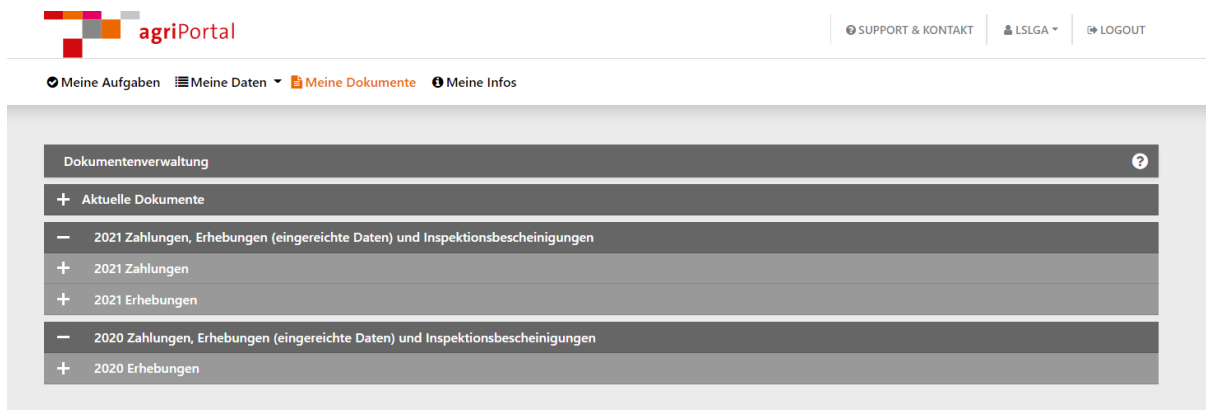 agriPortal
SUPPORT & KONTAKT LSLGA LOGOUT
Meine Aufgaben Meine Daten Meine Dokumente Meine Infos
Dokumentenverwaltung
Aktuelle Dokumente
2021 Zahlungen, Erhebungen (eingereichte Daten) und Inspektionsbescheinigungen
2021 Zahlungen
2021 Erhebungen
2020 Zahlungen, Erhebungen (eingereichte Daten) und Inspektionsbescheinigungen
2020 Erhebungen